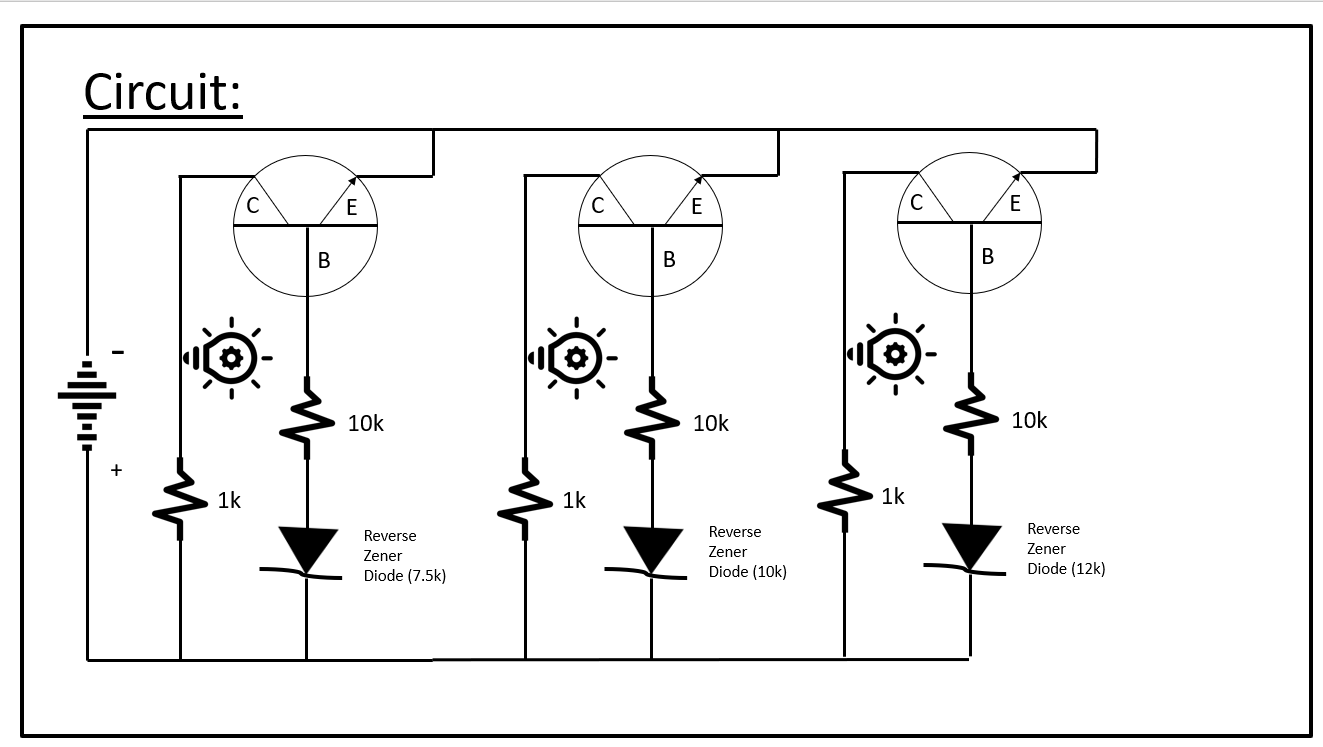 Circuit:
C
E
B
C
E
B
C
E
B
−
+
10k
1k
Reverse
Zener
Diode (7.5k)
10k
1k
Reverse
Zener
Diode (10k)
10k
1k
Reverse
Zener
Diode (12k)